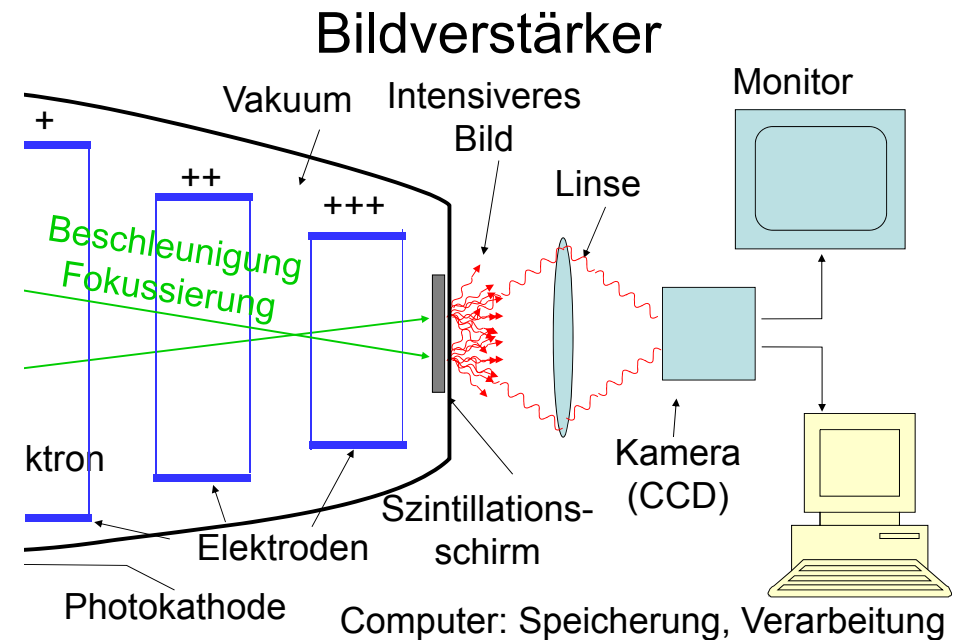 Bildverstärker
Vakuum
Intensiveres
Bild
Monitor
+
++
+++
Linse
Beschleunigung
Fokussierung
ktron
Elektroden
Szintillations-
schirm
Kamera
(CCD)
Photokathode
Computer: Speicherung, Verarbeitung